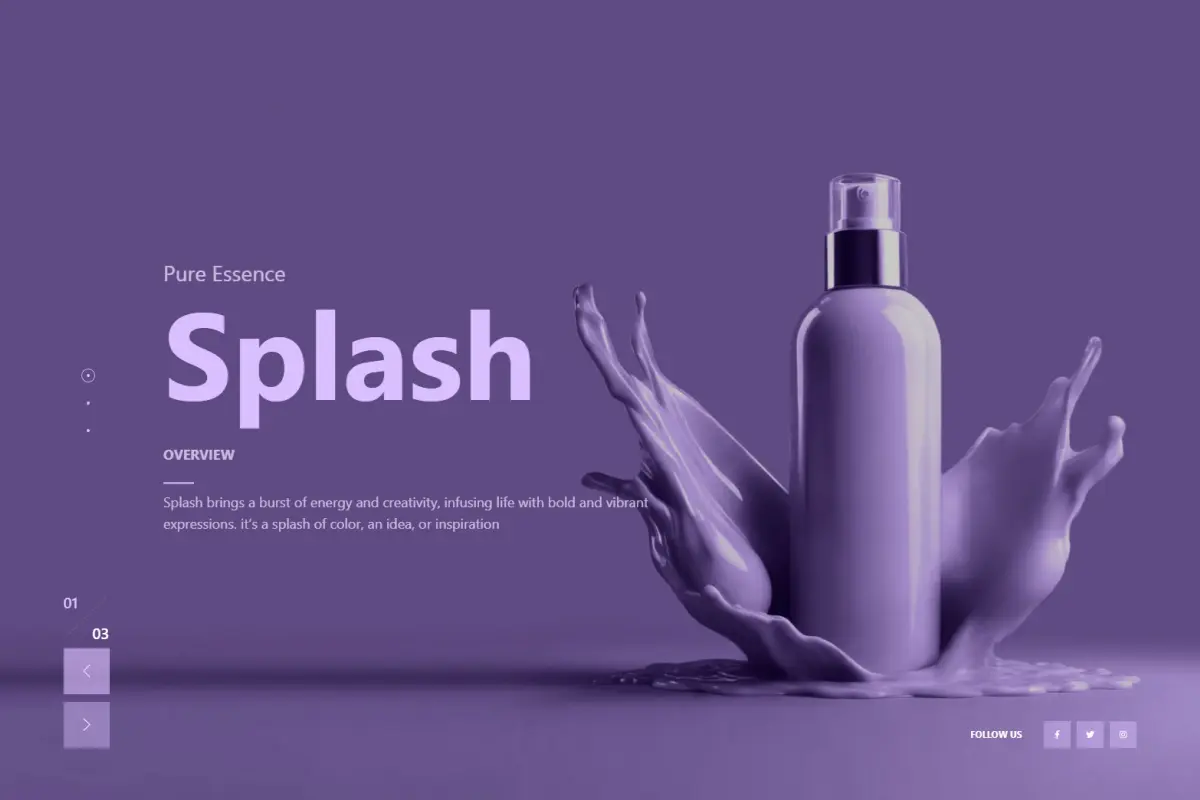 Pure Essence
Splash
OVERVIEW
Splash brings a burst of energy and creativity, infusing life with bold and vibrant
expressions. it's a splash of color, an idea, or inspiration
01
03
FOLLOW US